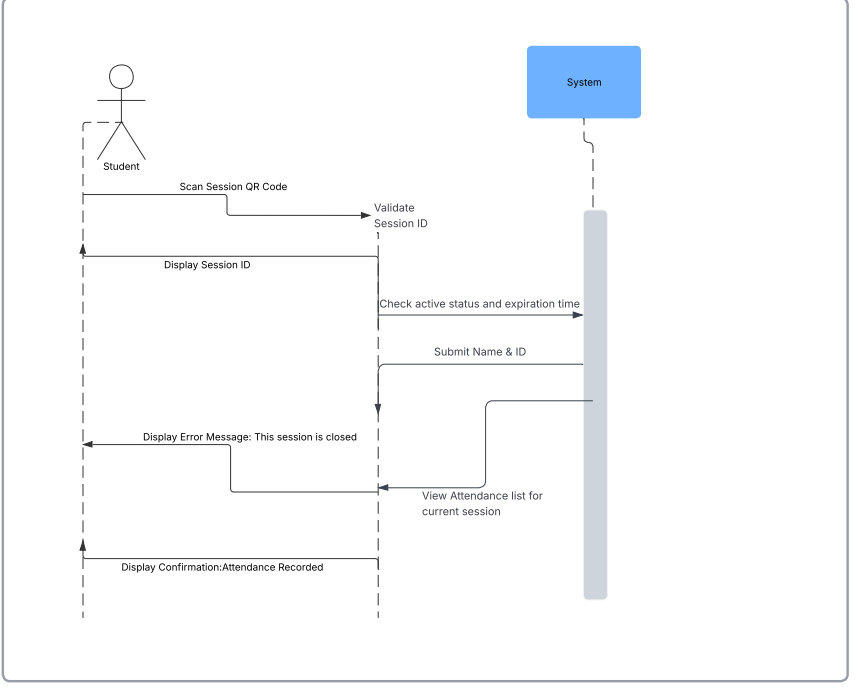 System
Student
Scan Session QR Code
Validate
Session ID
Display Session ID
Check active status and expiration time
Submit Name & ID
Display Error Message: This session is closed
View Attendance list for
current session
Display Confirmation:Attendance Recorded